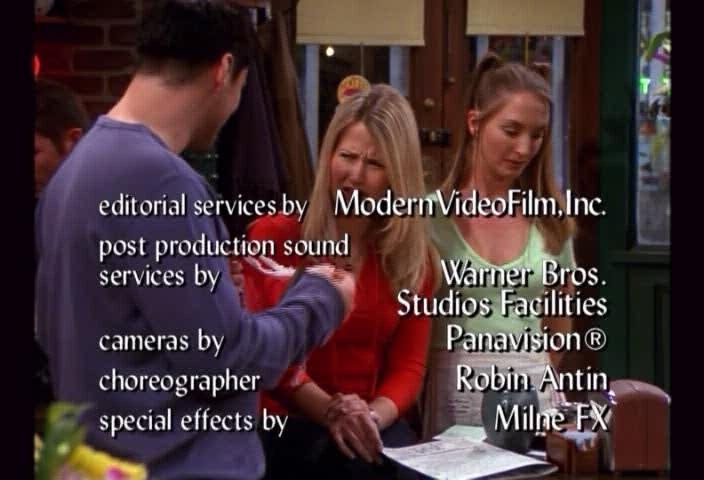 editorial services by ModernVideoFilm,Inc.
post production sound
services by Warner Bros.
Studios Facilities
cameras by Panavision®
choreographer Robin Antin
special effects by Milne FX